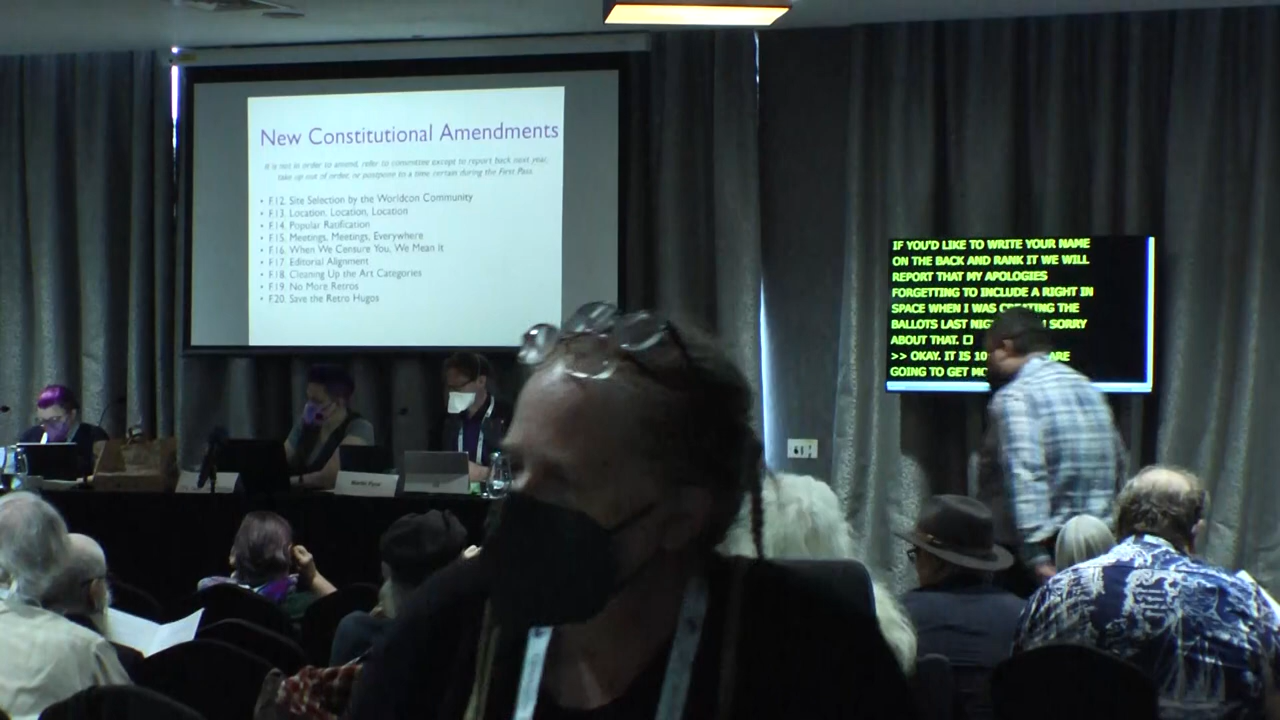 New Constitutional Amendments
It is not in order to amend, refer to committee except to report back next year,
take up out of order, or postpone to a time certain during the First Pass.
• F.12. Site Selection by the Worldcon Community
• F.13. Location, Location, Location
• F.14. Popular Ratification
• F.15. Meetings, Meetings, Everywhere
• F.16. When We Censure You, We Mean It
• F.17. Editorial Alignment
• F.18. Cleaning Up the Art Categories
• F.19. No More Retros
• F.20. Save the Retro Hugos
IF YOU'D LIKE TO WRITE YOUR NAME
ON THE BACK AND RANK IT WE WILL
REPORT THAT MY APOLOGIES
FORGETTING TO INCLUDE A RIGHT IN
SPACE WHEN I WAS CREATING THE
BALLOTS LAST SORRY
ABOUT THAT.
>> OKAY. IT IS 10 ARE
GOING TO GET